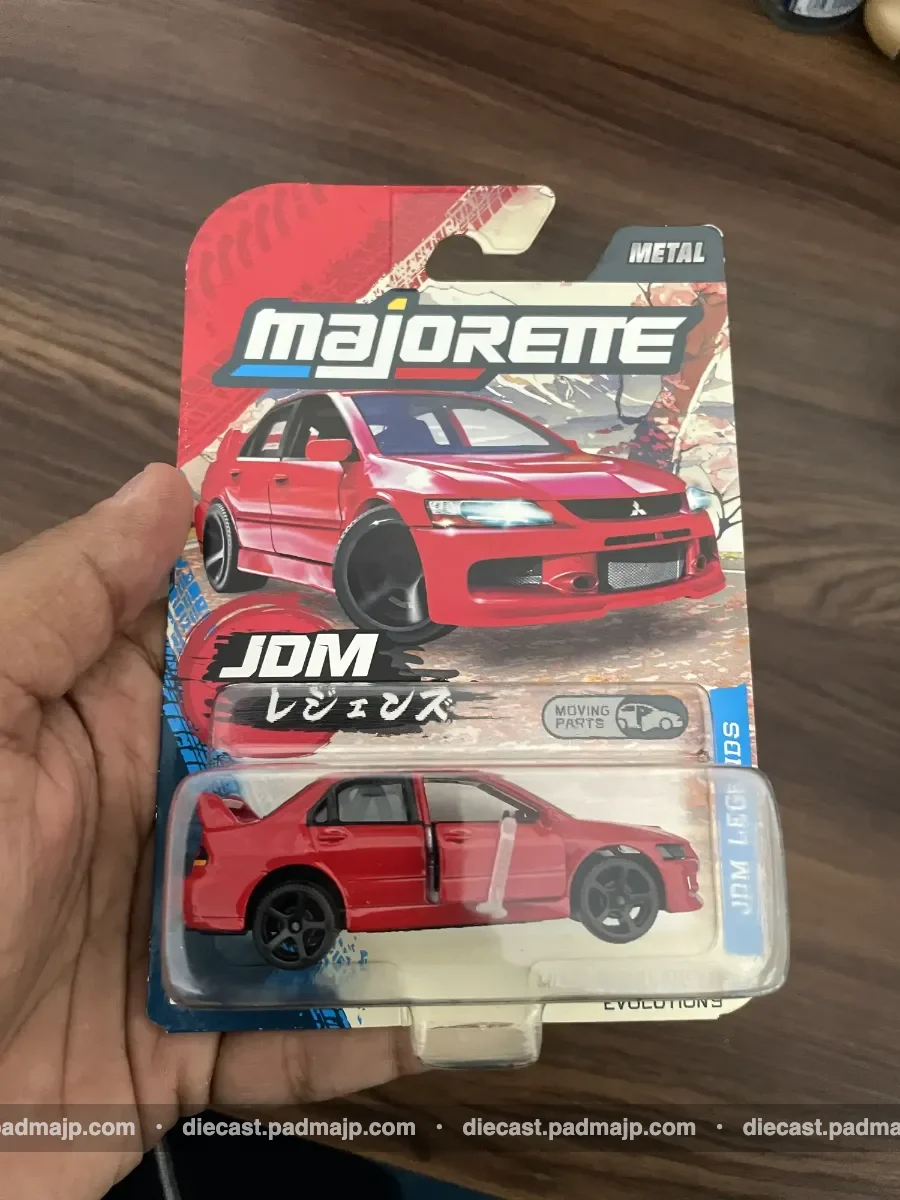 METAL
majorette
JDM
レジェンズ
MOVING
PARTS
JDM LEGENDS
EVOLUTION 9
diecast.padmajp.com • diecast.padmajp.com • diecast.padmajp.com • diecast.padma